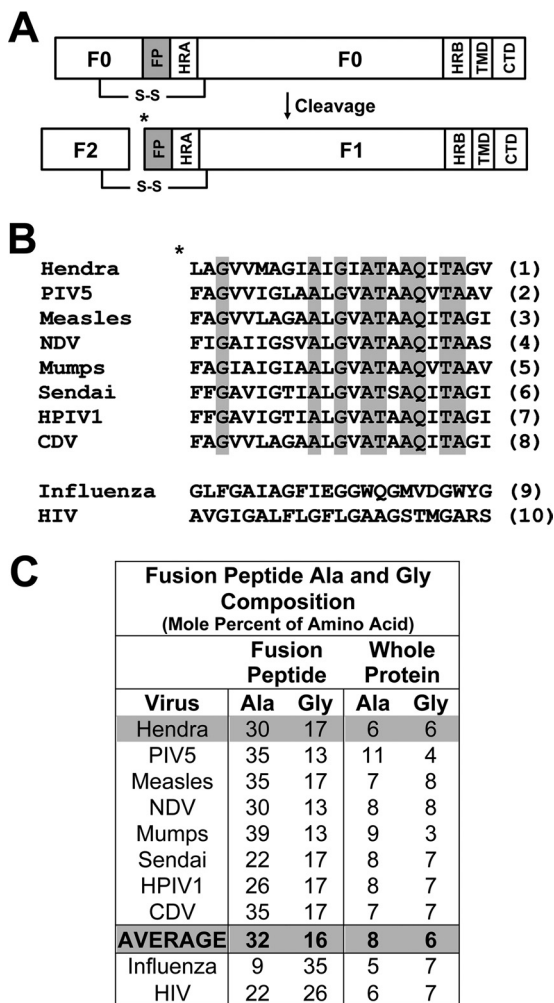 A
F0 FP HRA F0 HRB TMD CTD
S-S
* Cleavage
F2 FP HRA F1 HRB TMD CTD
S-S
B
*
Hendra LAGVVMAGIAIGIATAAQITAGV (1)
PIV5 FAGVVIGLAALGVATAAQVTAAV (2)
Measles FAGVVLAGAALGVATAAQITAGI (3)
NDV FIGAIIGSVALGVATAAQITAAS (4)
Mumps FAGIAIGIAALGVATAAQVTAAV (5)
Sendai FFGAVIGTIALGVATSAQITAGI (6)
HPIV1 FFGAVIGTIALGVATAAQITAGI (7)
CDV FAGVVLAGAALGVATAAQITAGI (8)
Influenza GLFGAIAGFIEGGWQGMVDGWYG (9)
HIV AVGIGALFLGFLGAAGSTMGARS (10)
C
Fusion Peptide Ala and Gly
Composition
(Mole Percent of Amino Acid)
Fusion Whole
Peptide Protein
Virus Ala Gly Ala Gly
Hendra 30 17 6 6
PIV5 35 13 11 4
Measles 35 17 7 8
NDV 30 13 8 8
Mumps 39 13 9 3
Sendai 22 17 8 7
HPIV1 26 17 8 7
CDV 35 17 7 7
AVERAGE 32 16 8 6
Influenza 9 35 5 7
HIV 22 26 6 7